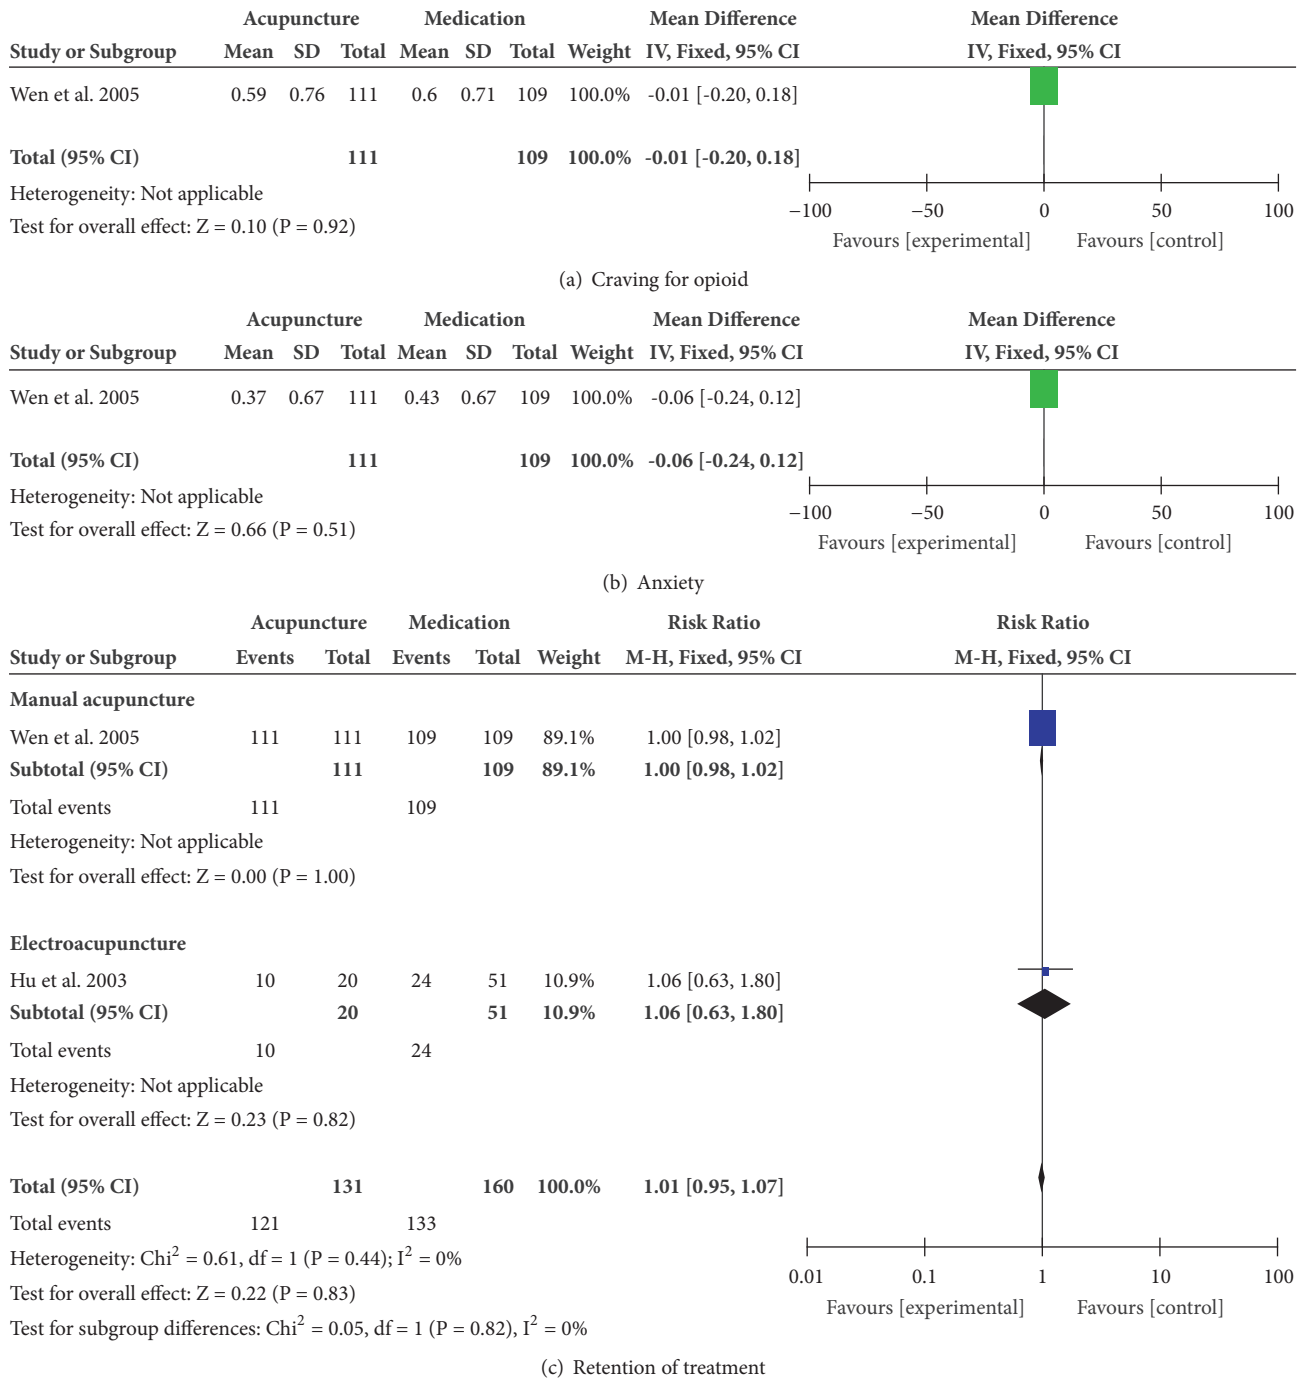 Acupuncture Medication Mean Difference Mean Difference
Study or Subgroup Mean SD Total Mean SD Total Weight IV, Fixed, 95% CI IV, Fixed, 95% CI
Wen et al. 2005 0.59 0.76 111 0.6 0.71 109 100.0% -0.01 [-0.20, 0.18]
Total (95% CI) 111 109 100.0% -0.01 [-0.20, 0.18]
Heterogeneity: Not applicable
Test for overall effect: Z = 0.10 (P = 0.92)
−100 −50 0 50 100
Favours [experimental] Favours [control]
(a) Craving for opioid
Acupuncture Medication Mean Difference Mean Difference
Study or Subgroup Mean SD Total Mean SD Total Weight IV, Fixed, 95% CI IV, Fixed, 95% CI
Wen et al. 2005 0.37 0.67 111 0.43 0.67 109 100.0% -0.06 [-0.24, 0.12]
Total (95% CI) 111 109 100.0% -0.06 [-0.24, 0.12]
Heterogeneity: Not applicable
Test for overall effect: Z = 0.66 (P = 0.51)
−100 −50 0 50 100
Favours [experimental] Favours [control]
(b) Anxiety
Acupuncture Medication Risk Ratio Risk Ratio
Study or Subgroup Events Total Events Total Weight M-H, Fixed, 95% CI M-H, Fixed, 95% CI
Manual acupuncture
Wen et al. 2005 111 111 109 109 89.1% 1.00 [0.98, 1.02]
Subtotal (95% CI) 111 109 89.1% 1.00 [0.98, 1.02]
Total events 111 109
Heterogeneity: Not applicable
Test for overall effect: Z = 0.00 (P = 1.00)
Electroacupuncture
Hu et al. 2003 10 20 24 51 10.9% 1.06 [0.63, 1.80]
Subtotal (95% CI) 20 51 10.9% 1.06 [0.63, 1.80]
Total events 10 24
Heterogeneity: Not applicable
Test for overall effect: Z = 0.23 (P = 0.82)
Total (95% CI) 131 160 100.0% 1.01 [0.95, 1.07]
Total events 121 133
Heterogeneity: Chi² = 0.61, df = 1 (P = 0.44); I² = 0%
Test for overall effect: Z = 0.22 (P = 0.83)
Test for subgroup differences: Chi² = 0.05, df = 1 (P = 0.82), I² = 0%
0.01 0.1 1 10 100
Favours [experimental] Favours [control]
(c) Retention of treatment